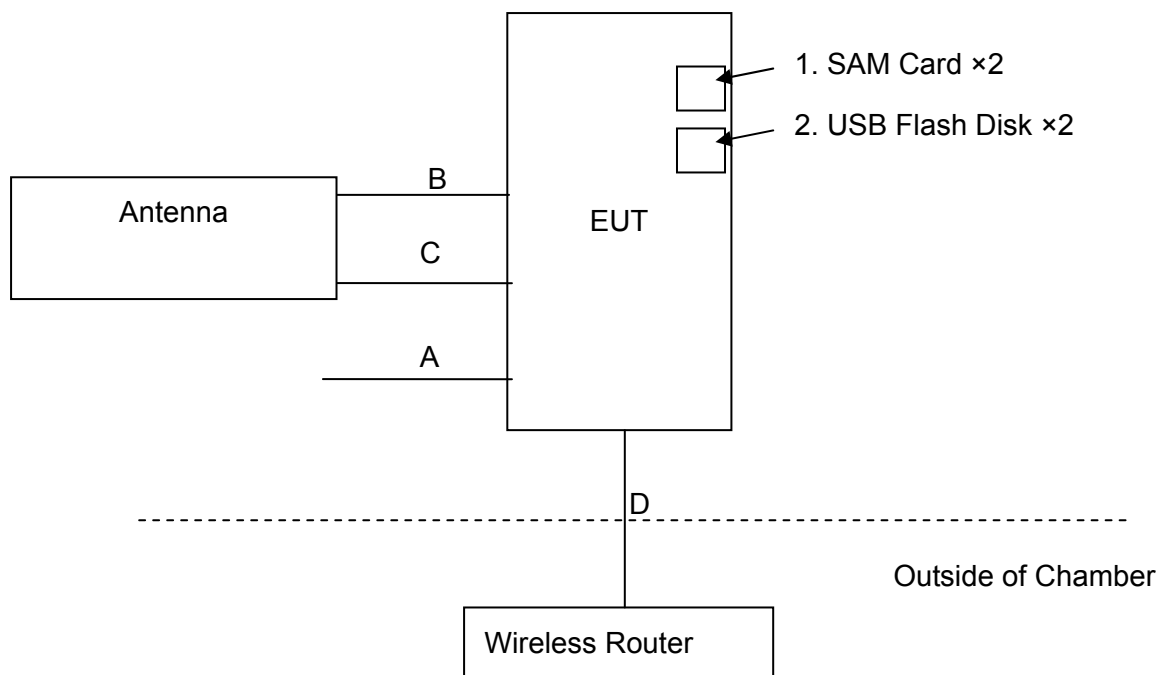 1. SAM Card ×2
2. USB Flash Disk ×2
B
Antenna
EUT
C
A
D
Outside of Chamber
Wireless Router